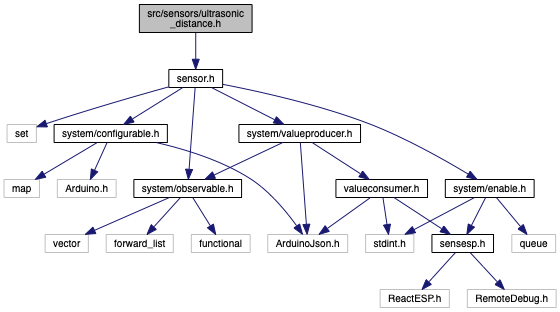 src/sensors/ultrasonic
_distance.h
sensor.h
set
system/configurable.h
system/valueproducer.h
map
Arduino.h
system/observable.h
valueconsumer.h
system/enable.h
vector
forward_list
functional
ArduinoJson.h
stdint.h
sensesp.h
queue
ReactESP.h
RemoteDebug.h